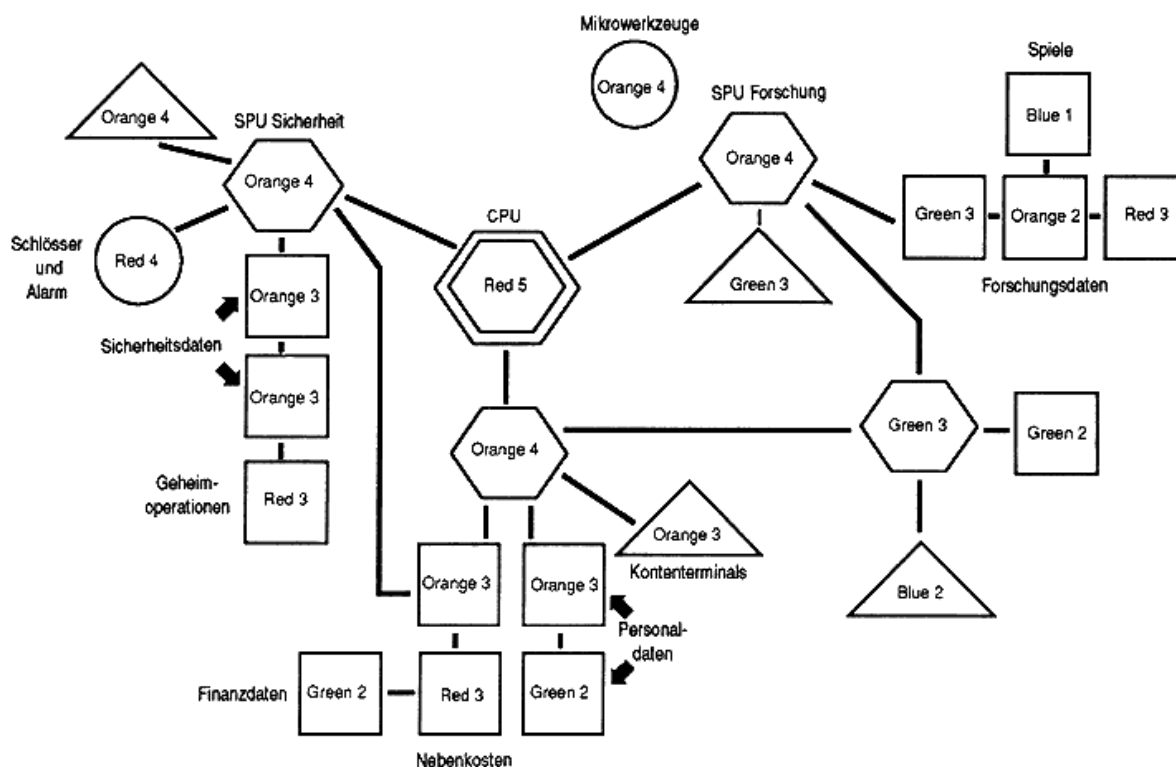 Mikrowerkzeuge
Orange 4
Spiele
Blue 1
Orange 4
SPU Sicherheit
Orange 4
SPU Forschung
Orange 4
Green 3
Orange 2
Red 3
Forschungsdaten
Schlösser
und
Alarm
Red 4
CPU
Red 5
Green 3
Orange 3
Sicherheitsdaten
Orange 3
Geheim-
operationen
Red 3
Orange 4
Green 3
Green 2
Orange 3
Kontenterminals
Blue 2
Orange 3
Orange 3
Personal-
daten
Finanzdaten
Green 2
Red 3
Green 2
Nebenkosten